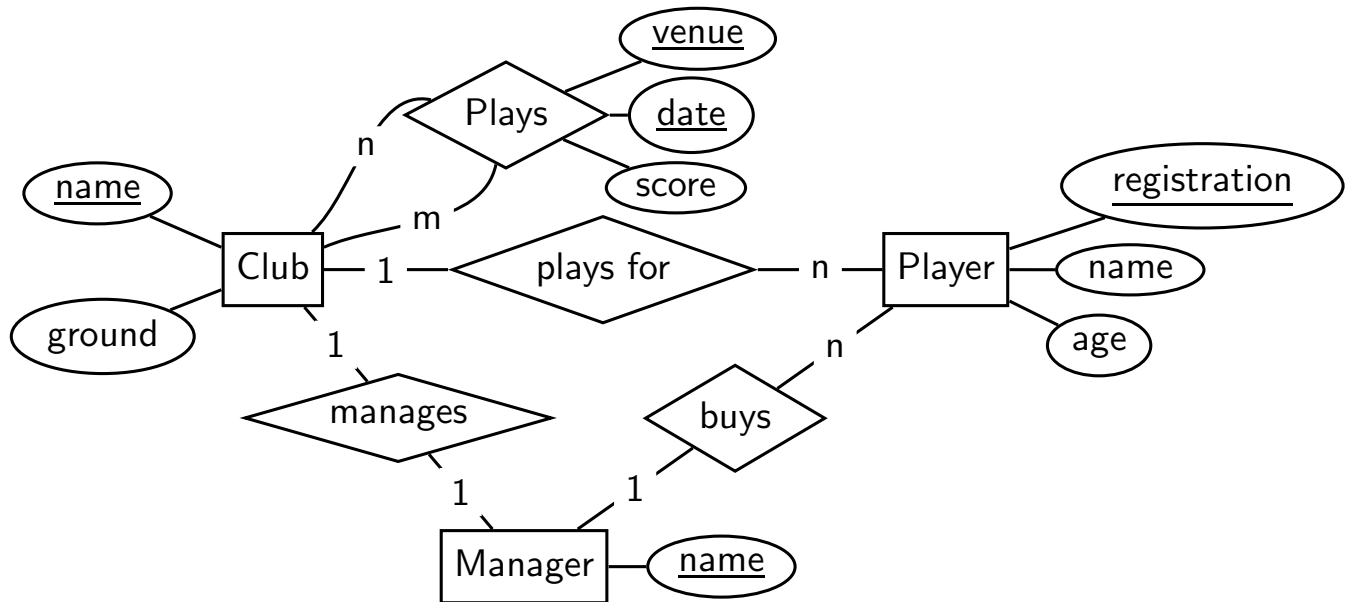 venue
Plays
date
n
score
name
registration
m
Club
1
plays for
n
Player
name
ground
age
1
n
manages
buys
1
1
Manager
name